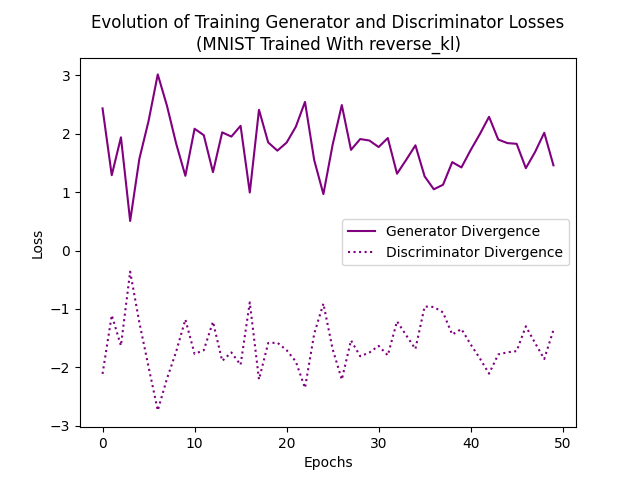 Evolution of Training Generator and Discriminator Losses
(MNIST Trained With reverse_kl)
3
2
1
0
−1
−2
−3
Loss
Generator Divergence
Discriminator Divergence
0 10 20 30 40 50
Epochs